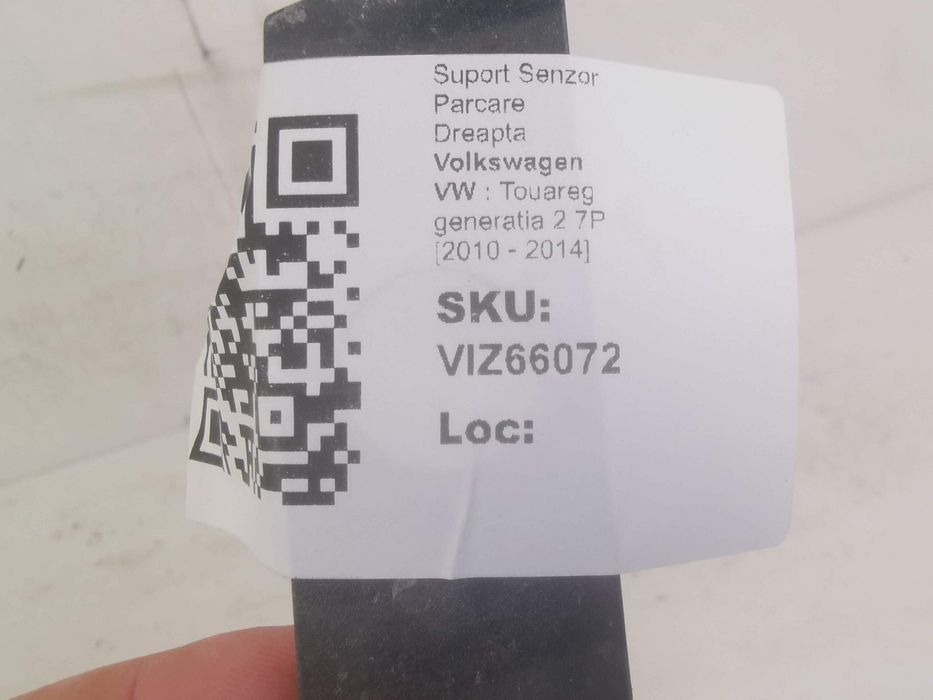 Suport Senzor
Parcare
Dreapta
Volkswagen
VW : Touareg
generatia 2 7P
[2010 - 2014]
SKU:
VIZ66072
Loc: